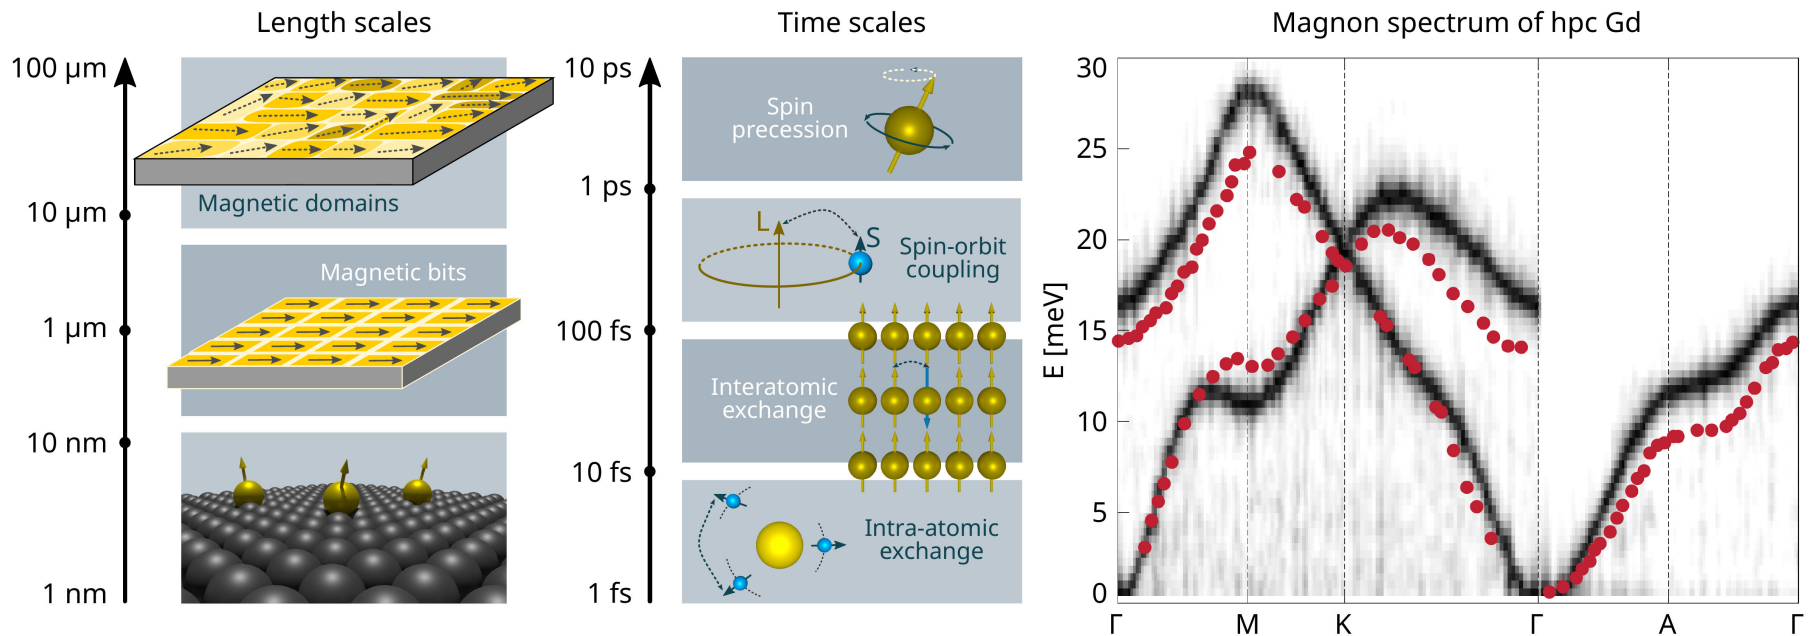 Length scales
100 µm
10 µm
1 µm
10 nm
1 nm
Magnetic domains
Magnetic bits
Time scales
10 ps
1 ps
100 fs
10 fs
1 fs
Spin
precession
L
S
Spin-orbit
coupling
Interatomic
exchange
Intra-atomic
exchange
Magnon spectrum of hpc Gd
E [meV]
30
25
20
15
10
5
0
Γ M K Γ A Γ